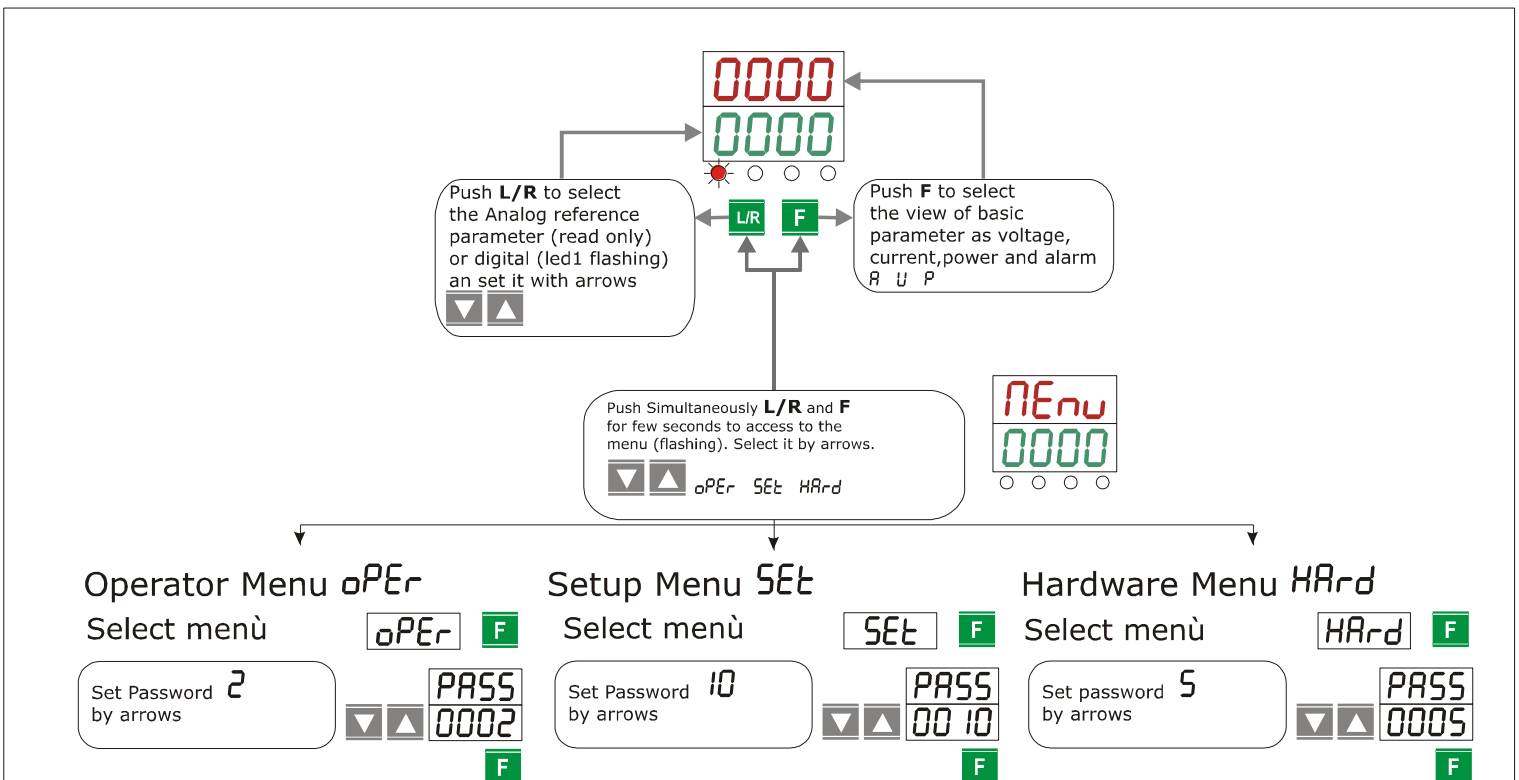 0000
0000
Push L/R to select
the Analog reference
parameter (read only)
or digital (led1 flashing)
an set it with arrows
L/R
F
Push F to select
the view of basic
parameter as voltage,
current,power and alarm
A U P
Push Simultaneously L/R and F
for few seconds to access to the
menu (flashing). Select it by arrows.
oPEr SEt HArd
MEnu
0000
Operator Menu oPEr
Select menù oPEr F
Set Password 2
by arrows
PASS
0002
F
Setup Menu SEt
Select menù SEt F
Set Password 10
by arrows
PASS
0010
F
Hardware Menu HArd
Select menù HArd F
Set password 5
by arrows
PASS
0005
F